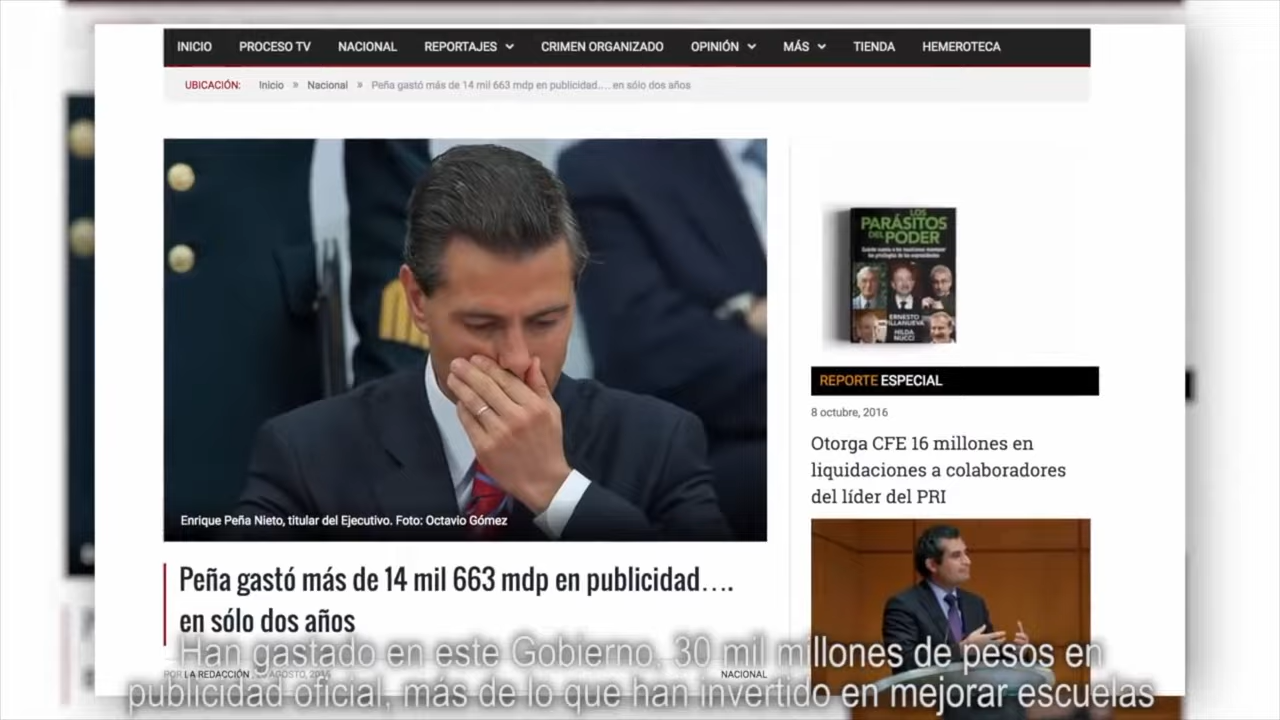 INICIO PROCESO TV NACIONAL REPORTAJES CRIMEN ORGANIZADO OPINIÓN MÁS TIENDA HEMEROTECA
UBICACIÓN: Inicio » Nacional » Peña gastó más de 14 mil 663 mdp en publicidad.....en sólo dos años
Enrique Peña Nieto, titular del Ejecutivo. Foto: Octavio Gómez
Peña gastó más de 14 mil 663 mdp en publicidad….
en sólo dos años
POR LA REDACCIÓN, AGOSTO, NACIONAL
LOS
PARÁSITOS
DEL PODER
ERNESTO
VILLANUEVA
HILDA
NUCCI
REPORTE ESPECIAL
8 octubre, 2016
Otorga CFE 16 millones en
liquidaciones a colaboradores
del líder del PRI
Han gastado en este Gobierno, 30 mil millones de pesos en
publicidad oficial, más de lo que han invertido en mejorar escuelas